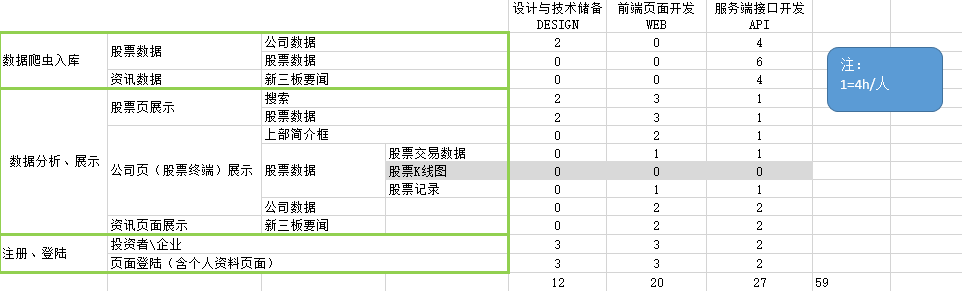 设计与技术储备 前端页面开发 服务端接口开发
DESIGN WEB API
数据爬虫入库 股票数据 公司数据 2 0 4
股票数据 0 0 6
资讯数据 新三板要闻 0 0 4
注:
1=4h/人
数据分析、展示 股票页展示 搜索 2 3 1
股票数据 2 3 1
公司页(股票终端)展示 上部简介框 0 2 1
股票数据 股票交易数据 0 1 1
股票K线图 0 0 0
股票记录 0 1 1
公司数据 0 2 2
资讯页面展示 新三板要闻 0 2 2
注册、登陆 投资者\企业 3 3 2
页面登陆(含个人资料页面) 3 3 2
12 20 27 59